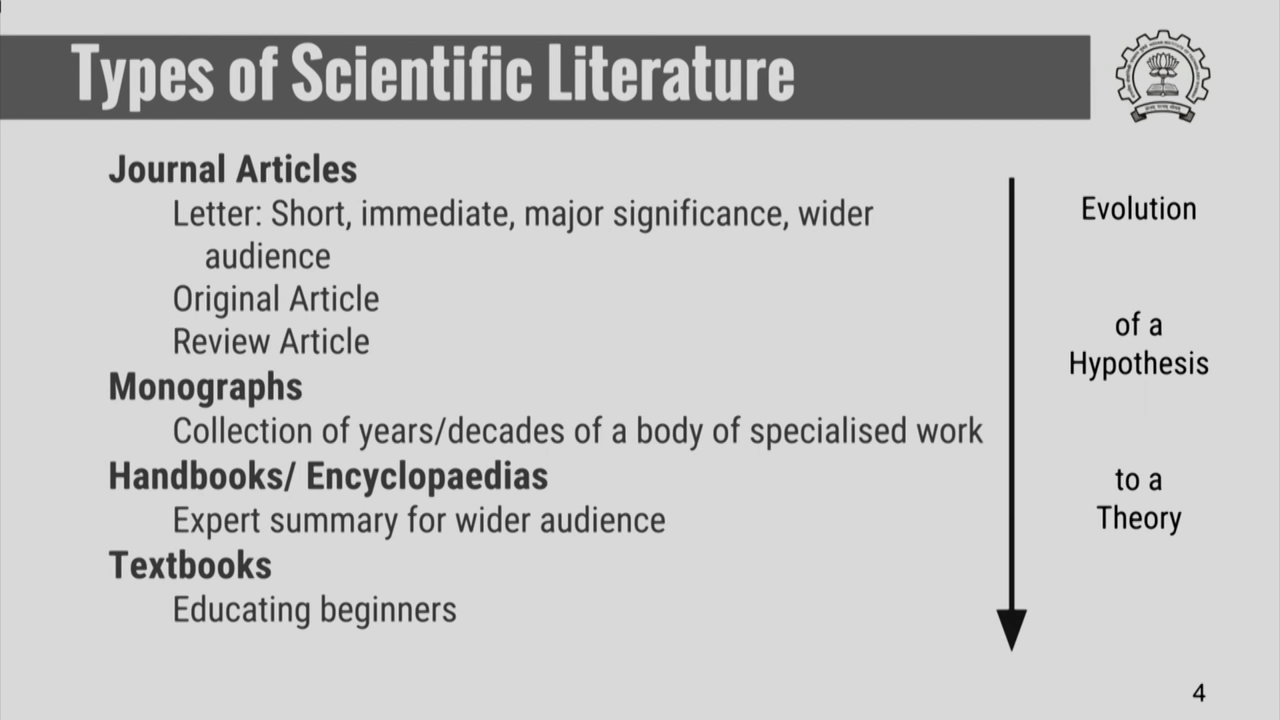 Types of Scientific Literature
Journal Articles
Letter: Short, immediate, major significance, wider
audience
Original Article
Review Article
Monographs
Collection of years/decades of a body of specialised work
Handbooks/ Encyclopaedias
Expert summary for wider audience
Textbooks
Educating beginners
Evolution
of a
Hypothesis
to a
Theory
4